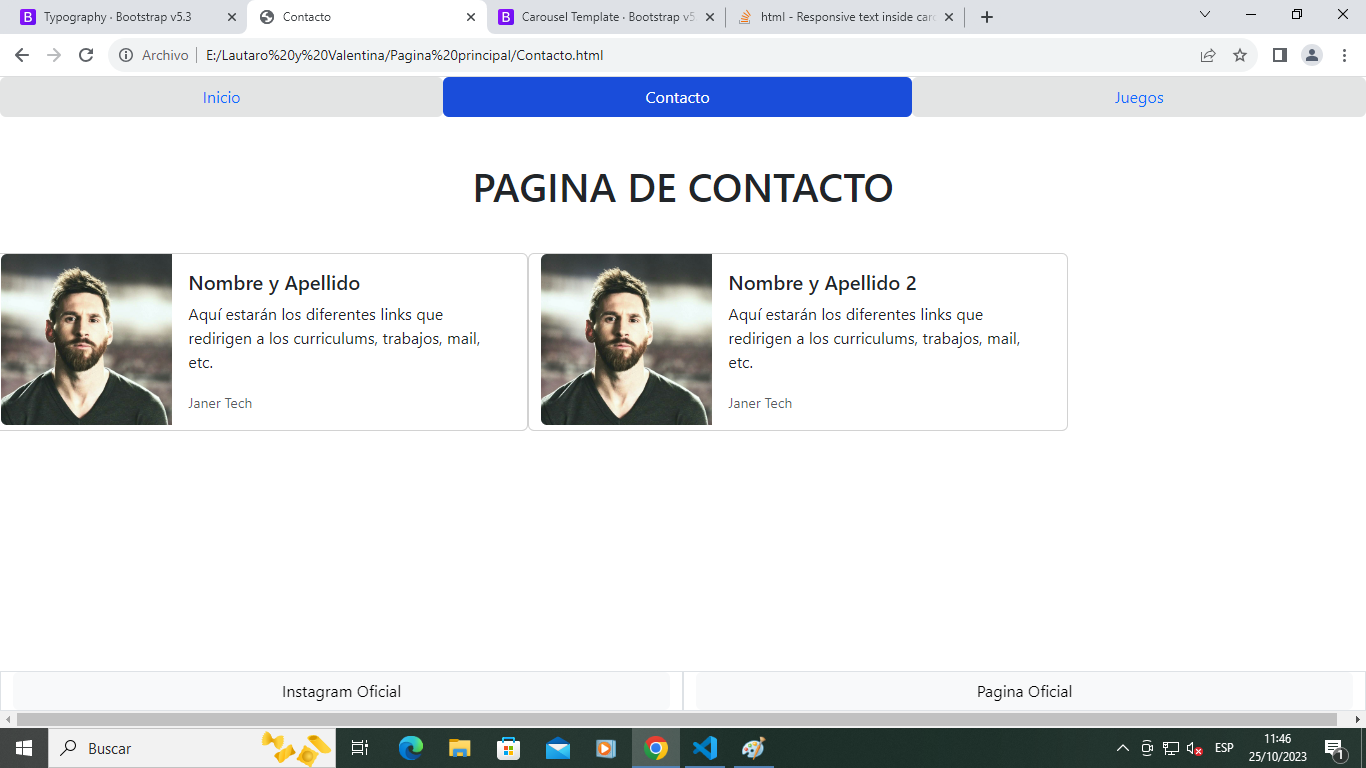 Typography · Bootstrap v5.3
Contacto
Carousel Template · Bootstrap v5.
html - Responsive text inside card
Archivo
E:/Lautaro%20y%20Valentina/Pagina%20principal/Contacto.html
Inicio
Contacto
Juegos
PAGINA DE CONTACTO
Nombre y Apellido
Aquí estarán los diferentes links que
redirigen a los curriculums, trabajos, mail,
etc.
Janer Tech
Nombre y Apellido 2
Aquí estarán los diferentes links que
redirigen a los curriculums, trabajos, mail,
etc.
Janer Tech
Instagram Oficial
Pagina Oficial
Buscar
ESP
11:46
25/10/2023
1